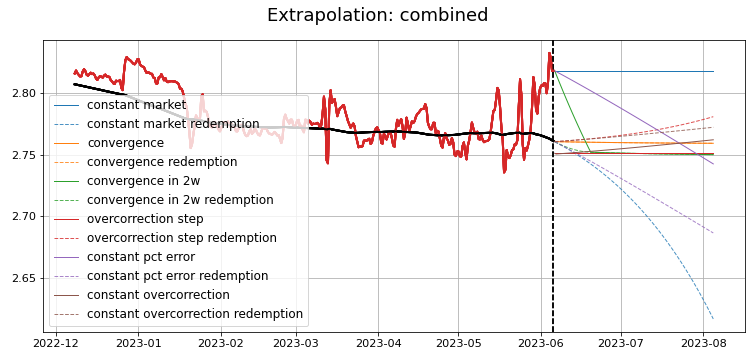 Extrapolation: combined
2.80
2.75
2.70
2.65
constant market
constant market redemption
convergence
convergence redemption
convergence in 2w
convergence in 2w redemption
overcorrection step
overcorrection step redemption
constant pct error
constant pct error redemption
constant overcorrection
constant overcorrection redemption
2022-12 2023-01 2023-02 2023-03 2023-04 2023-05 2023-06 2023-07 2023-08